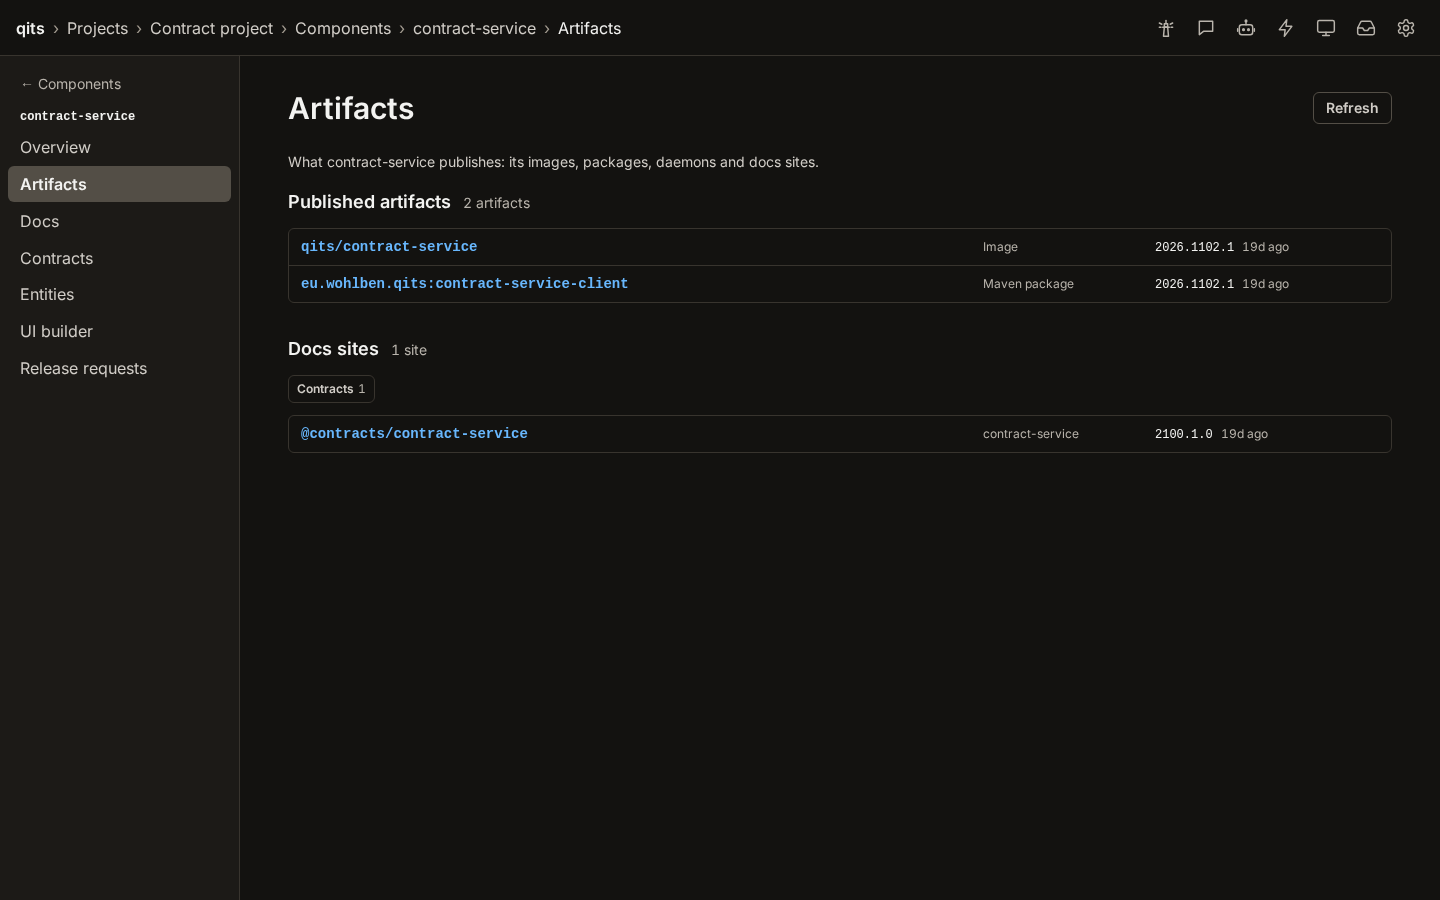 qits › Projects › Contract project › Components › contract-service › Artifacts
← Components
contract-service
Overview
Artifacts
Docs
Contracts
Entities
UI builder
Release requests
Artifacts
Refresh
What contract-service publishes: its images, packages, daemons and docs sites.
Published artifacts 2 artifacts
qits/contract-service Image 2026.1102.1 19d ago
eu.wohlben.qits:contract-service-client Maven package 2026.1102.1 19d ago
Docs sites 1 site
Contracts 1
@contracts/contract-service contract-service 2100.1.0 19d ago